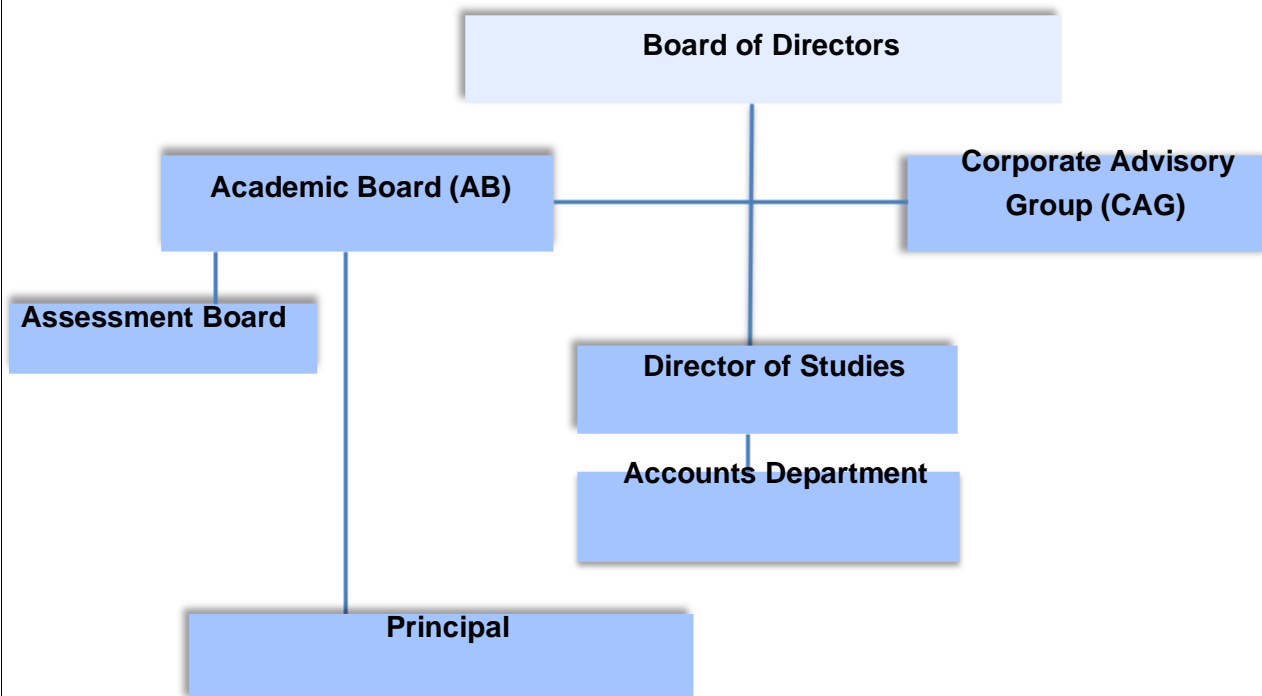 Board of Directors
Academic Board (AB)
Corporate Advisory
Group (CAG)
Assessment Board
Director of Studies
Accounts Department
Principal